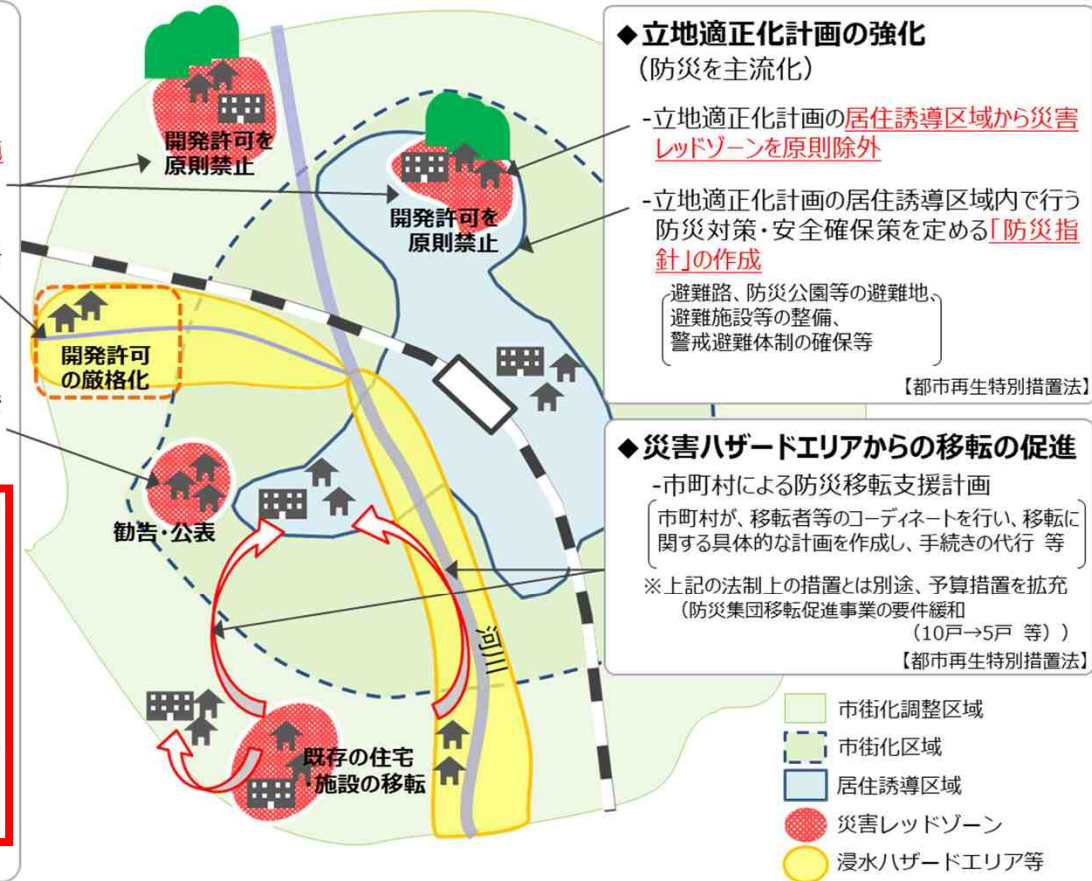 開発許可を
原則禁止
開発許可を
原則禁止
開発許可
の厳格化
勧告・公表
既存の住宅
・施設の移転
河川
◆立地適正化計画の強化
（防災を主流化）
-立地適正化計画の居住誘導区域から災害
レッドゾーンを原則除外
-立地適正化計画の居住誘導区域内で行う
防災対策・安全確保策を定める「防災指
針」の作成
避難路、防災公園等の避難地、
避難施設等の整備、
警戒避難体制の確保等
【都市再生特別措置法】
◆災害ハザードエリアからの移転の促進
-市町村による防災移転支援計画
市町村が、移転者等のコーディネートを行い、移転に
関する具体的な計画を作成し、手続きの代行 等
※上記の法制上の措置とは別途、予算措置を拡充
（防災集団移転促進事業の要件緩和
（10戸→5戸 等））
【都市再生特別措置法】
市街化調整区域
市街化区域
居住誘導区域
災害レッドゾーン
浸水ハザードエリア等